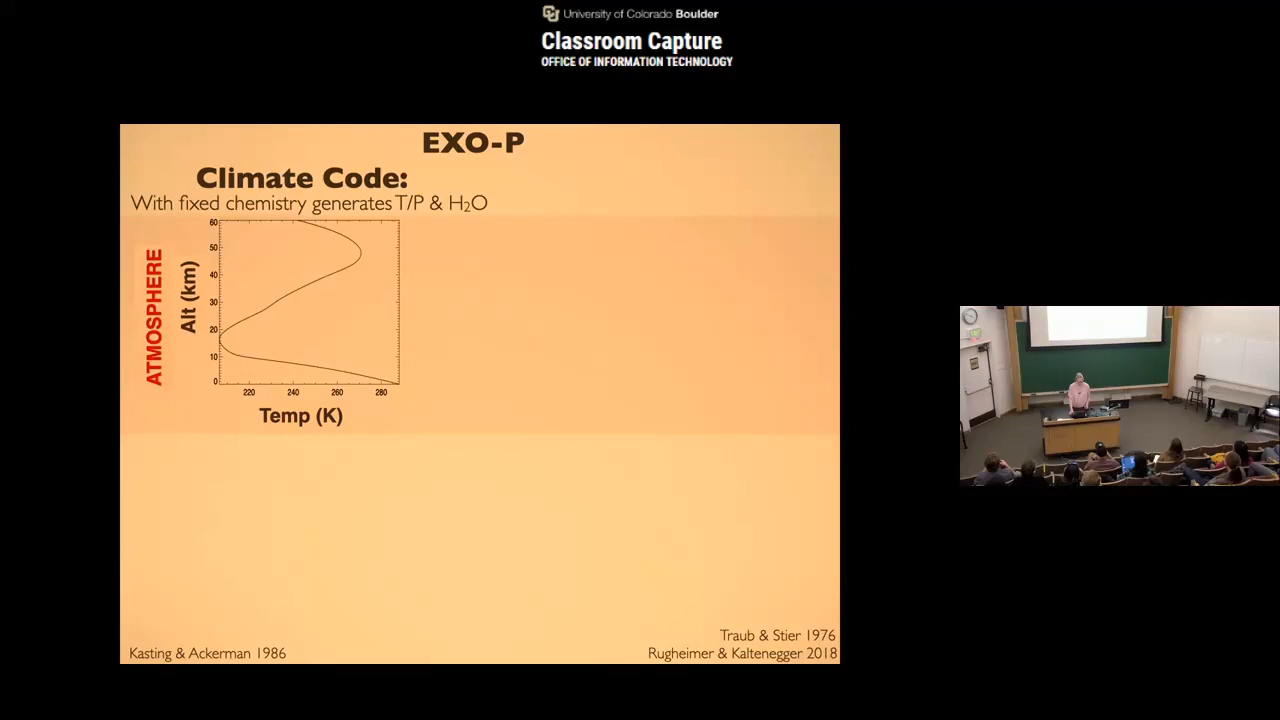 University of Colorado Boulder
Classroom Capture
OFFICE OF INFORMATION TECHNOLOGY
EXO-P
Climate Code:
With fixed chemistry generates T/P & H₂O
ATMOSPHERE
Alt (km)
60
50
40
30
20
10
0
220 240 260 280
Temp (K)
Traub & Stier 1976
Kasting & Ackerman 1986
Rugheimer & Kaltenegger 2018